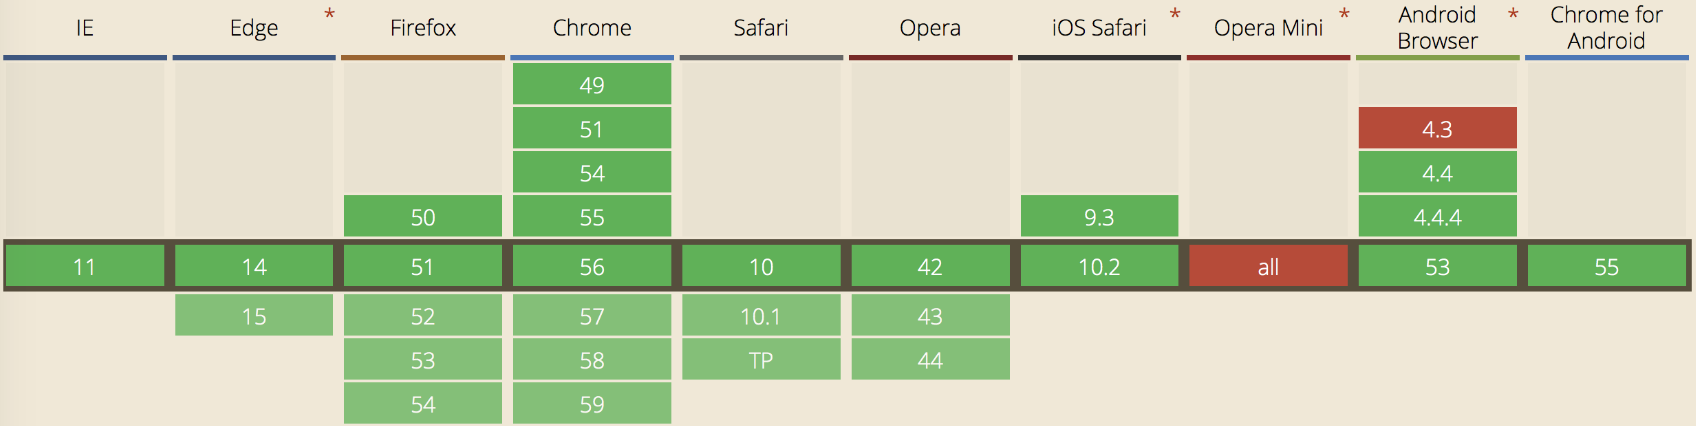 IE Edge * Firefox Chrome Safari Opera iOS Safari * Opera Mini * Android Browser * Chrome for Android
49
51 4.3
54 4.4
50 55 9.3 4.4.4
11 14 51 56 10 42 10.2 all 53 55
15 52 57 10.1 43
53 58 TP 44
54 59